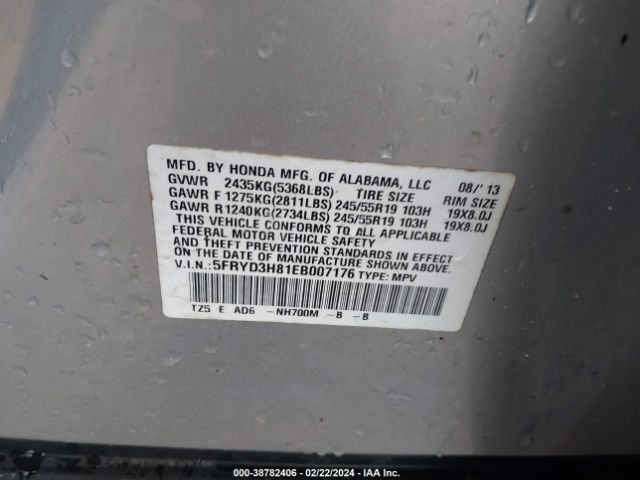 MFD. BY HONDA MFG. OF ALABAMA, LLC 08/'13
GVWR 2435KG(5368LBS) TIRE SIZE RIM SIZE
GAWR F 1275KG(2811LBS) 245/55R19 103H 19X8.0J
GAWR R1240KG(2734LBS) 245/55R19 103H 19X8.0J
THIS VEHICLE CONFORMS TO ALL APPLICABLE
FEDERAL MOTOR VEHICLE SAFETY
AND THEFT PREVENTION STANDARDS IN EFFECT
ON THE DATE OF MANUFACTURE SHOWN ABOVE.
V.I.N.:5FRYD3H81EB007176 TYPE: MPV
TZ5 E AD6 -NH700M -B -B
000-38782406 - 02/22/2024 - IAA Inc.